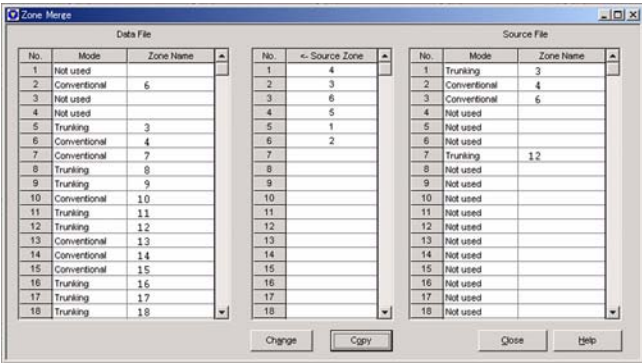 Zone Merge
Data File
Source File
No. Mode Zone Name No. <- Source Zone No. Mode Zone Name
1 Not used 1 4 1 Trunking 3
2 Conventional 6 2 3 2 Conventional 4
3 Not used 3 6 3 Conventional 6
4 Not used 4 5 4 Not used
5 Trunking 3 5 1 5 Not used
6 Conventional 4 6 2 6 Not used
7 Conventional 7 7 7 Trunking 12
8 Trunking 8 8 8 Not used
9 Trunking 9 9 9 Not used
10 Conventional 10 10 10 Not used
11 Trunking 11 11 11 Not used
12 Trunking 12 12 12 Not used
13 Conventional 13 13 13 Not used
14 Conventional 14 14 14 Not used
15 Conventional 15 15 15 Not used
16 Trunking 16 16 16 Not used
17 Trunking 17 17 17 Not used
18 Trunking 18 18 18 Not used
Change Copy Close Help